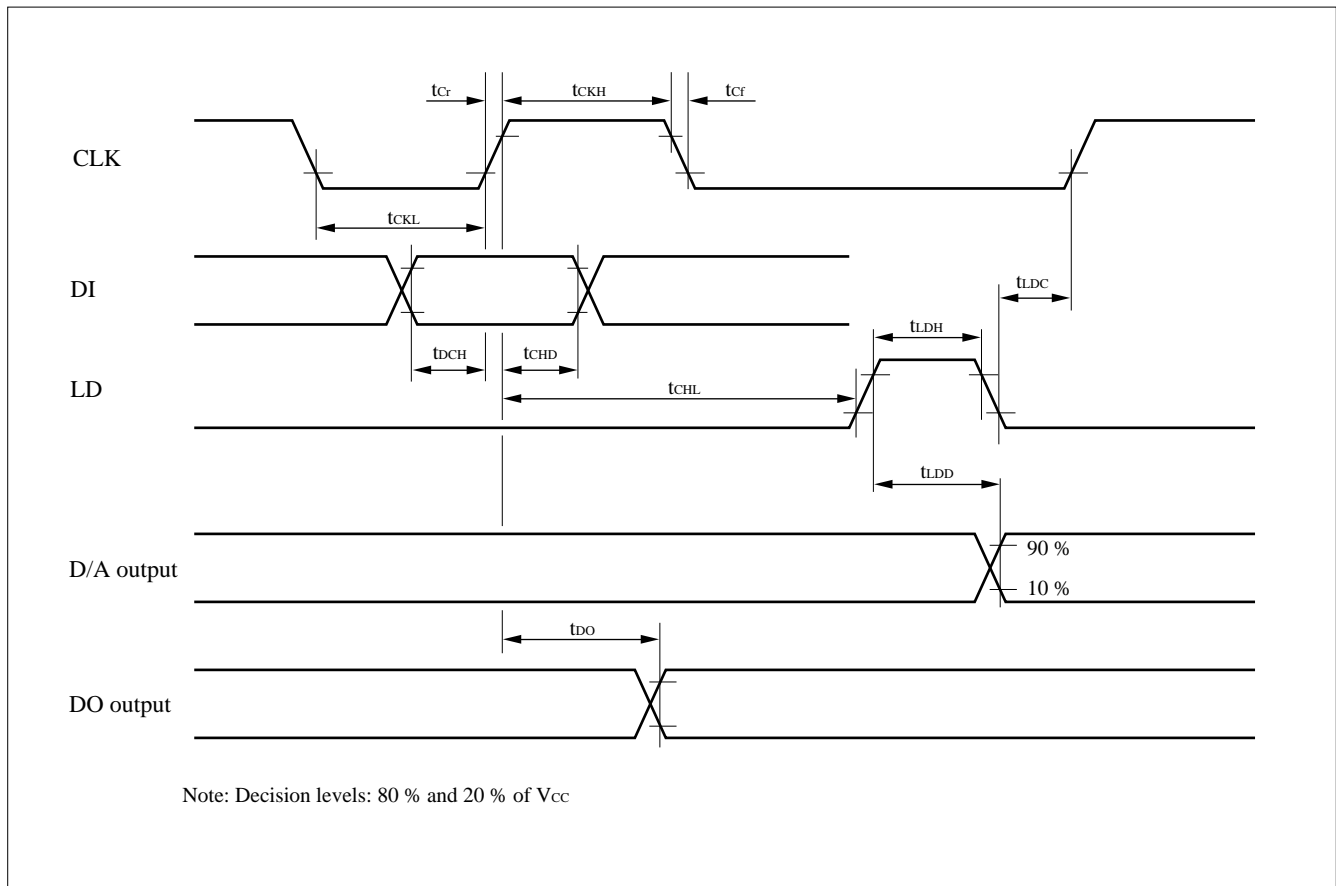 tCr
tCKH
tCf
CLK
tCKL
DI
tLDC
tLDH
tDCH
tCHD
LD
tCHL
tLDD
90 %
D/A output
10 %
tDO
DO output
Note: Decision levels: 80 % and 20 % of VCC